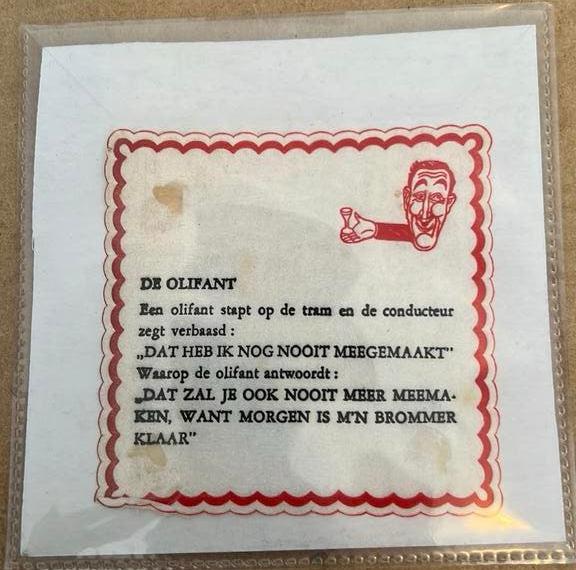 DE OLIFANT
Een olifant stapt op de tram en de conducteur
zegt verbaasd :
„DAT HEB IK NOG NOOIT MEEGEMAAKT”
Waarop de olifant antwoordt :
„DAT ZAL JE OOK NOOIT MEER MEEMA-
KEN, WANT MORGEN IS M'N BROMMER
KLAAR”